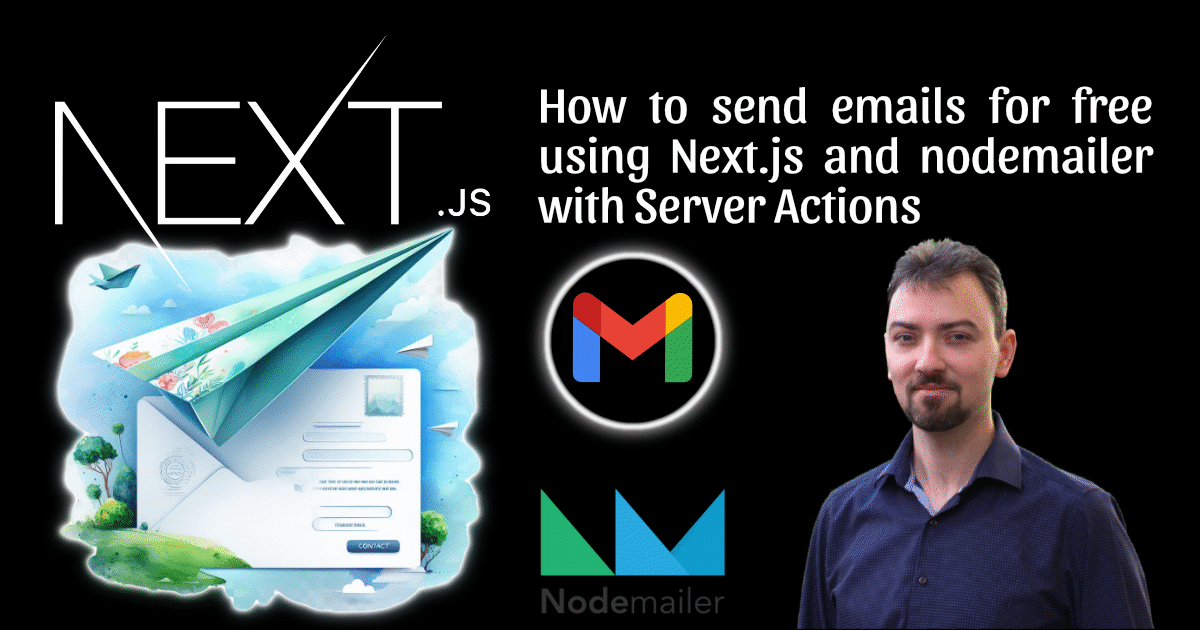 NEXT
.JS
How to send emails for free
using Next.js and nodemailer
with Server Actions
CONTACT
Nodemailer